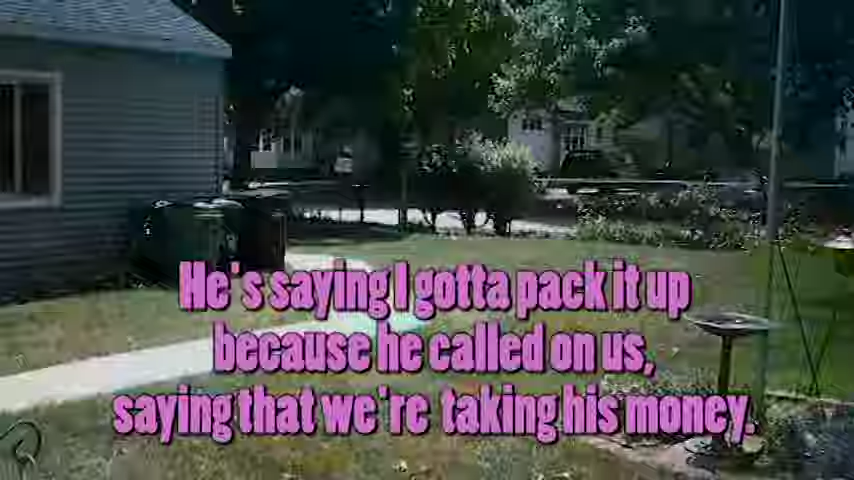 He's saying I gotta pack it up
because he called on us,
saying that we're taking his money.